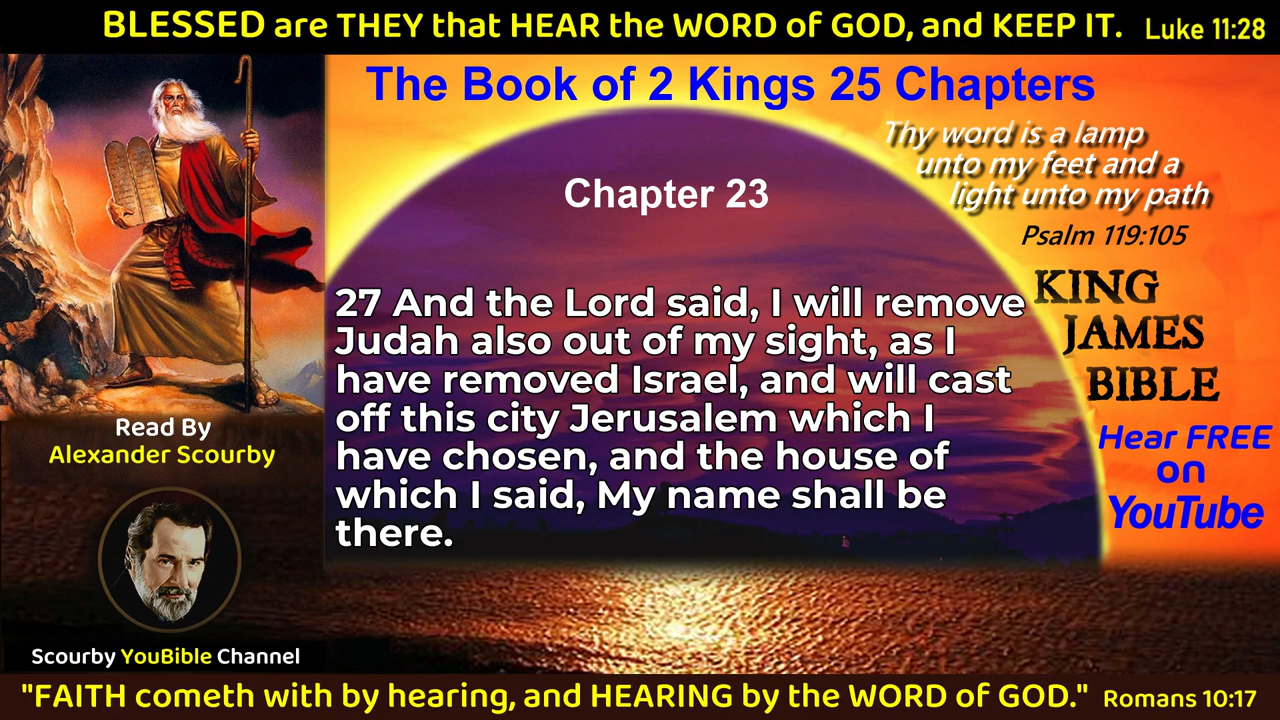 BLESSED are THEY that HEAR the WORD of GOD, and KEEP IT. Luke 11:28
The Book of 2 Kings 25 Chapters
Thy word is a lamp
unto my feet and a
light unto my path
Psalm 119:105
Chapter 23
27 And the Lord said, I will remove
Judah also out of my sight, as I
have removed Israel, and will cast
off this city Jerusalem which I
have chosen, and the house of
which I said, My name shall be
there.
KING
JAMES
BIBLE
Hear FREE
on
YouTube
Read By
Alexander Scourby
Scourby YouBible Channel
"FAITH cometh with by hearing, and HEARING by the WORD of GOD." Romans 10:17